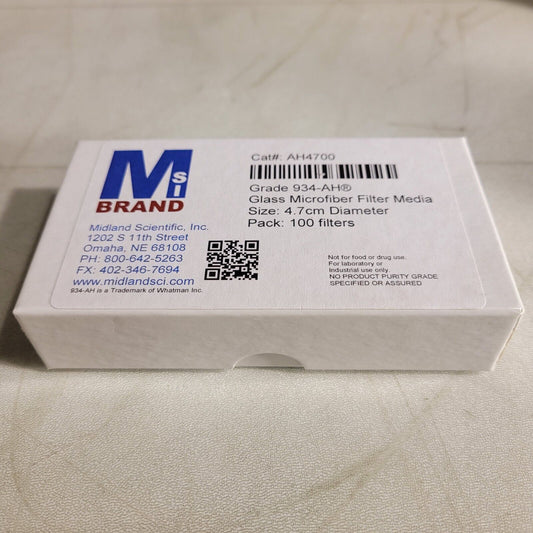 MSI
BRAND
Midland Scientific, Inc.
1202 S 11th Street
Omaha, NE 68108
PH: 800-642-5263
FX: 402-346-7694
www.midlandsci.com
934-AH is a Trademark of Whatman Inc.
Cat#: AH4700
Grade 934-AH®
Glass Microfiber Filter Media
Size: 4.7cm Diameter
Pack: 100 filters
Not for food or drug use.
For laboratory or
Industrial use only.
NO PRODUCT PURITY GRADE
SPECIFIED OR ASSURED